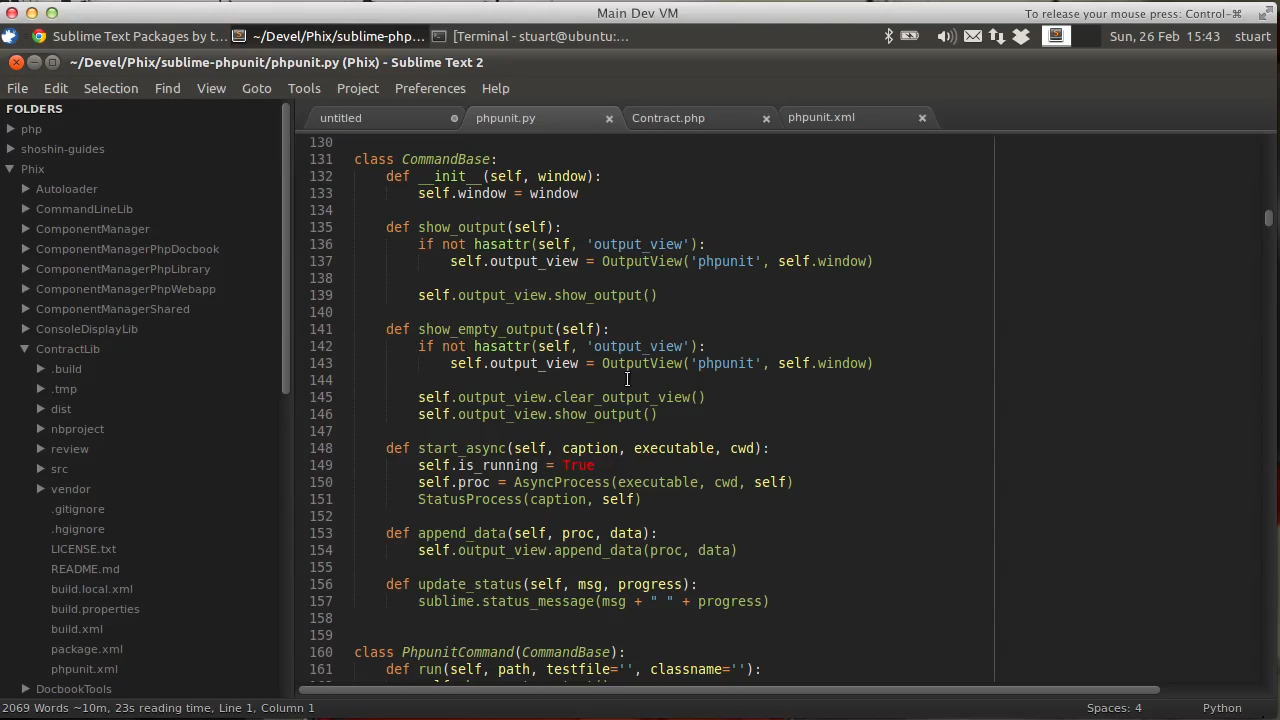 Main Dev VM
To release your mouse press: Control-⌘
Sublime Text Packages by t...
~/Devel/Phix/sublime-php...
[Terminal - stuart@ubuntu:...
Sun, 26 Feb 15:43
stuart
~/Devel/Phix/sublime-phpunit/phpunit.py (Phix) - Sublime Text 2
File Edit Selection Find View Goto Tools Project Preferences Help
FOLDERS
php
shoshin-guides
Phix
Autoloader
CommandLineLib
ComponentManager
ComponentManagerPhpDocbook
ComponentManagerPhpLibrary
ComponentManagerPhpWebapp
ComponentManagerShared
ConsoleDisplayLib
ContractLib
.build
.tmp
dist
nbproject
review
src
vendor
.gitignore
.hgignore
LICENSE.txt
README.md
build.local.xml
build.properties
build.xml
package.xml
phpunit.xml
DocbookTools
untitled
phpunit.py
Contract.php
phpunit.xml
130
131 class CommandBase:
132     def __init__(self, window):
133         self.window = window
134
135     def show_output(self):
136         if not hasattr(self, 'output_view'):
137             self.output_view = OutputView('phpunit', self.window)
138
139         self.output_view.show_output()
140
141     def show_empty_output(self):
142         if not hasattr(self, 'output_view'):
143             self.output_view = OutputView('phpunit', self.window)
144
145         self.output_view.clear_output_view()
146         self.output_view.show_output()
147
148     def start_async(self, caption, executable, cwd):
149         self.is_running = True
150         self.proc = AsyncProcess(executable, cwd, self)
151         StatusProcess(caption, self)
152
153     def append_data(self, proc, data):
154         self.output_view.append_data(proc, data)
155
156     def update_status(self, msg, progress):
157         sublime.status_message(msg + " " + progress)
158
159
160 class PhpunitCommand(CommandBase):
161     def run(self, path, testfile='', classname=''):
2069 Words ~10m, 23s reading time, Line 1, Column 1
Spaces: 4
Python